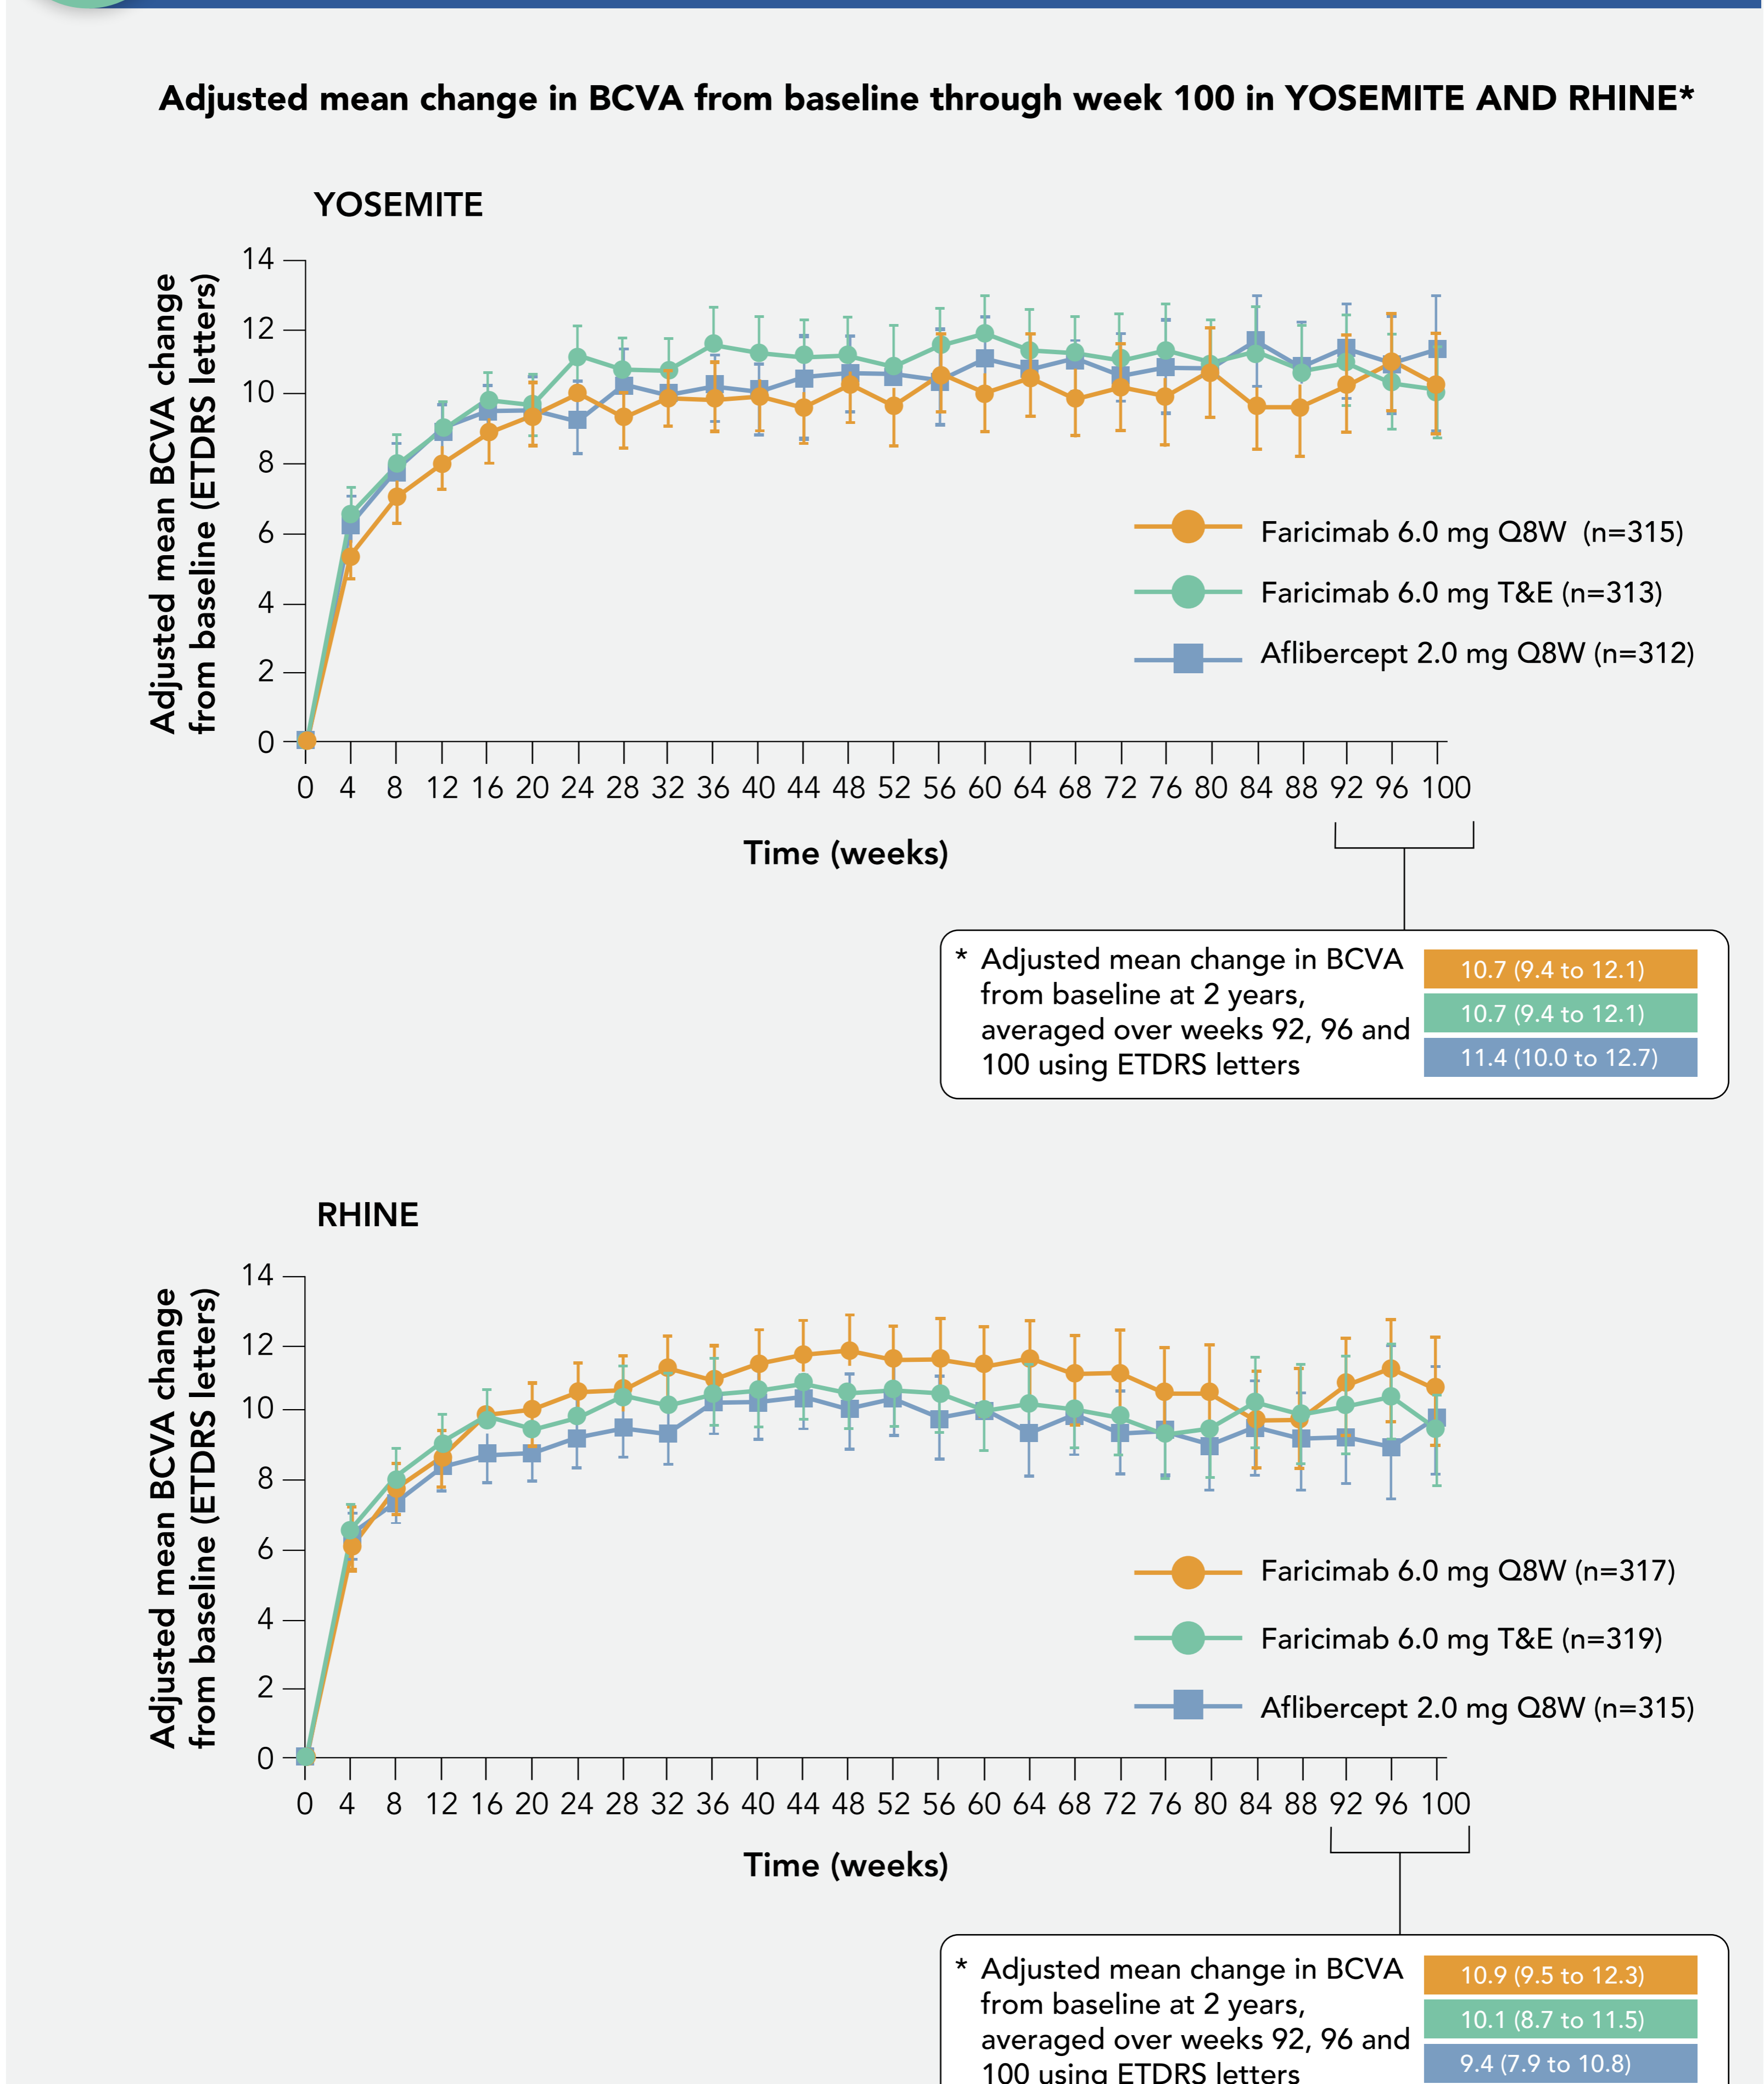 Adjusted mean change in BCVA from baseline through week 100 in YOSEMITE AND RHINE*
YOSEMITE
Adjusted mean BCVA change
from baseline (ETDRS letters)
14
12
10
8
6
4
2
0
Faricimab 6.0 mg Q8W (n=315)
Faricimab 6.0 mg T&E (n=313)
Aflibercept 2.0 mg Q8W (n=312)
0 4 8 12 16 20 24 28 32 36 40 44 48 52 56 60 64 68 72 76 80 84 88 92 96 100
Time (weeks)
* Adjusted mean change in BCVA
from baseline at 2 years,
averaged over weeks 92, 96 and
100 using ETDRS letters
10.7 (9.4 to 12.1)
10.7 (9.4 to 12.1)
11.4 (10.0 to 12.7)
RHINE
Adjusted mean BCVA change
from baseline (ETDRS letters)
14
12
10
8
6
4
2
0
Faricimab 6.0 mg Q8W (n=317)
Faricimab 6.0 mg T&E (n=319)
Aflibercept 2.0 mg Q8W (n=315)
0 4 8 12 16 20 24 28 32 36 40 44 48 52 56 60 64 68 72 76 80 84 88 92 96 100
Time (weeks)
* Adjusted mean change in BCVA
from baseline at 2 years,
averaged over weeks 92, 96 and
100 using ETDRS letters
10.9 (9.5 to 12.3)
10.1 (8.7 to 11.5)
9.4 (7.9 to 10.8)